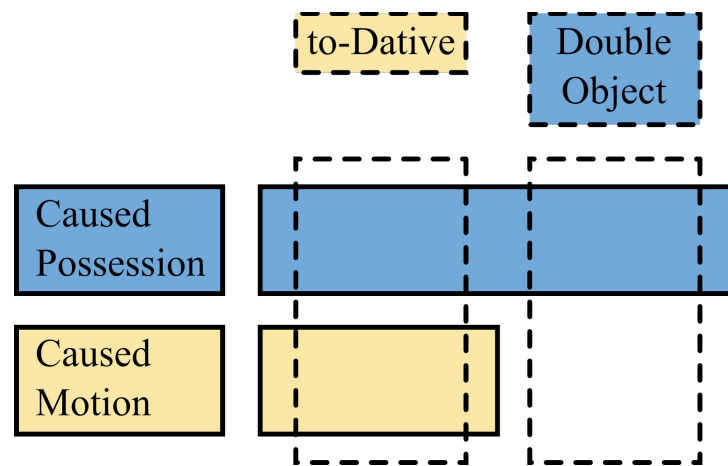 to-Dative
Double
Object
Caused
Possession
Caused
Motion